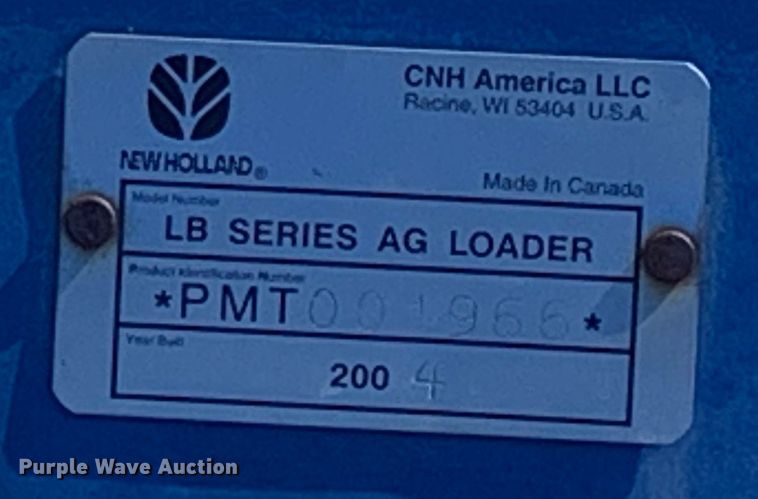 CNH America LLC
Racine, WI 53404 U.S.A.
NEW HOLLAND®
Made In Canada
Model Number
LB SERIES AG LOADER
Product Identification Number
*PMT001966*
Year Built
2004
Purple Wave Auction